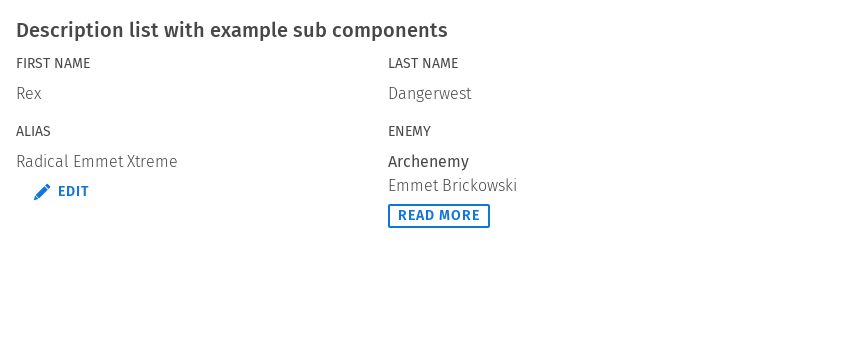 Description list with example sub components
FIRST NAME
Rex
LAST NAME
Dangerwest
ALIAS
Radical Emmet Xtreme
EDIT
ENEMY
Archenemy
Emmet Brickowski
READ MORE